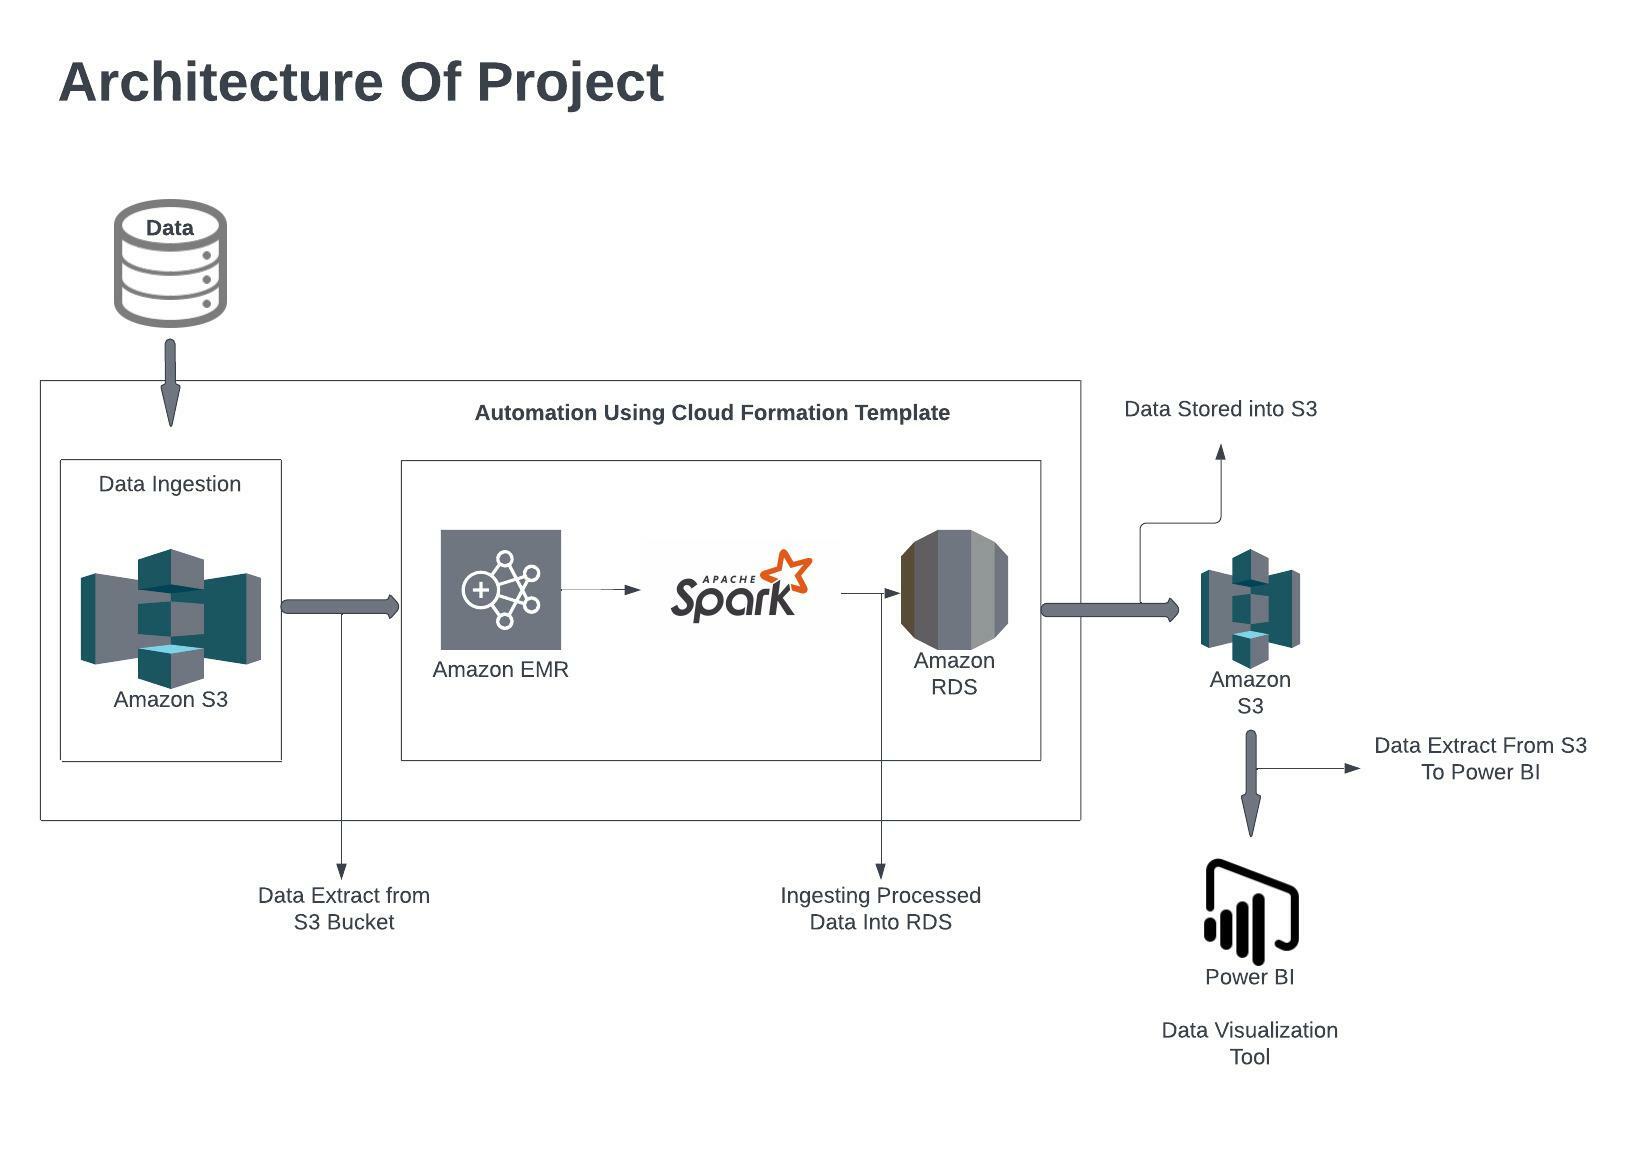 Architecture Of Project
Data
Automation Using Cloud Formation Template
Data Stored into S3
Data Ingestion
APACHE
Spark
Amazon S3
Amazon EMR
Amazon
RDS
Amazon
S3
Data Extract From S3
To Power BI
Data Extract from
S3 Bucket
Ingesting Processed
Data Into RDS
Power BI
Data Visualization
Tool